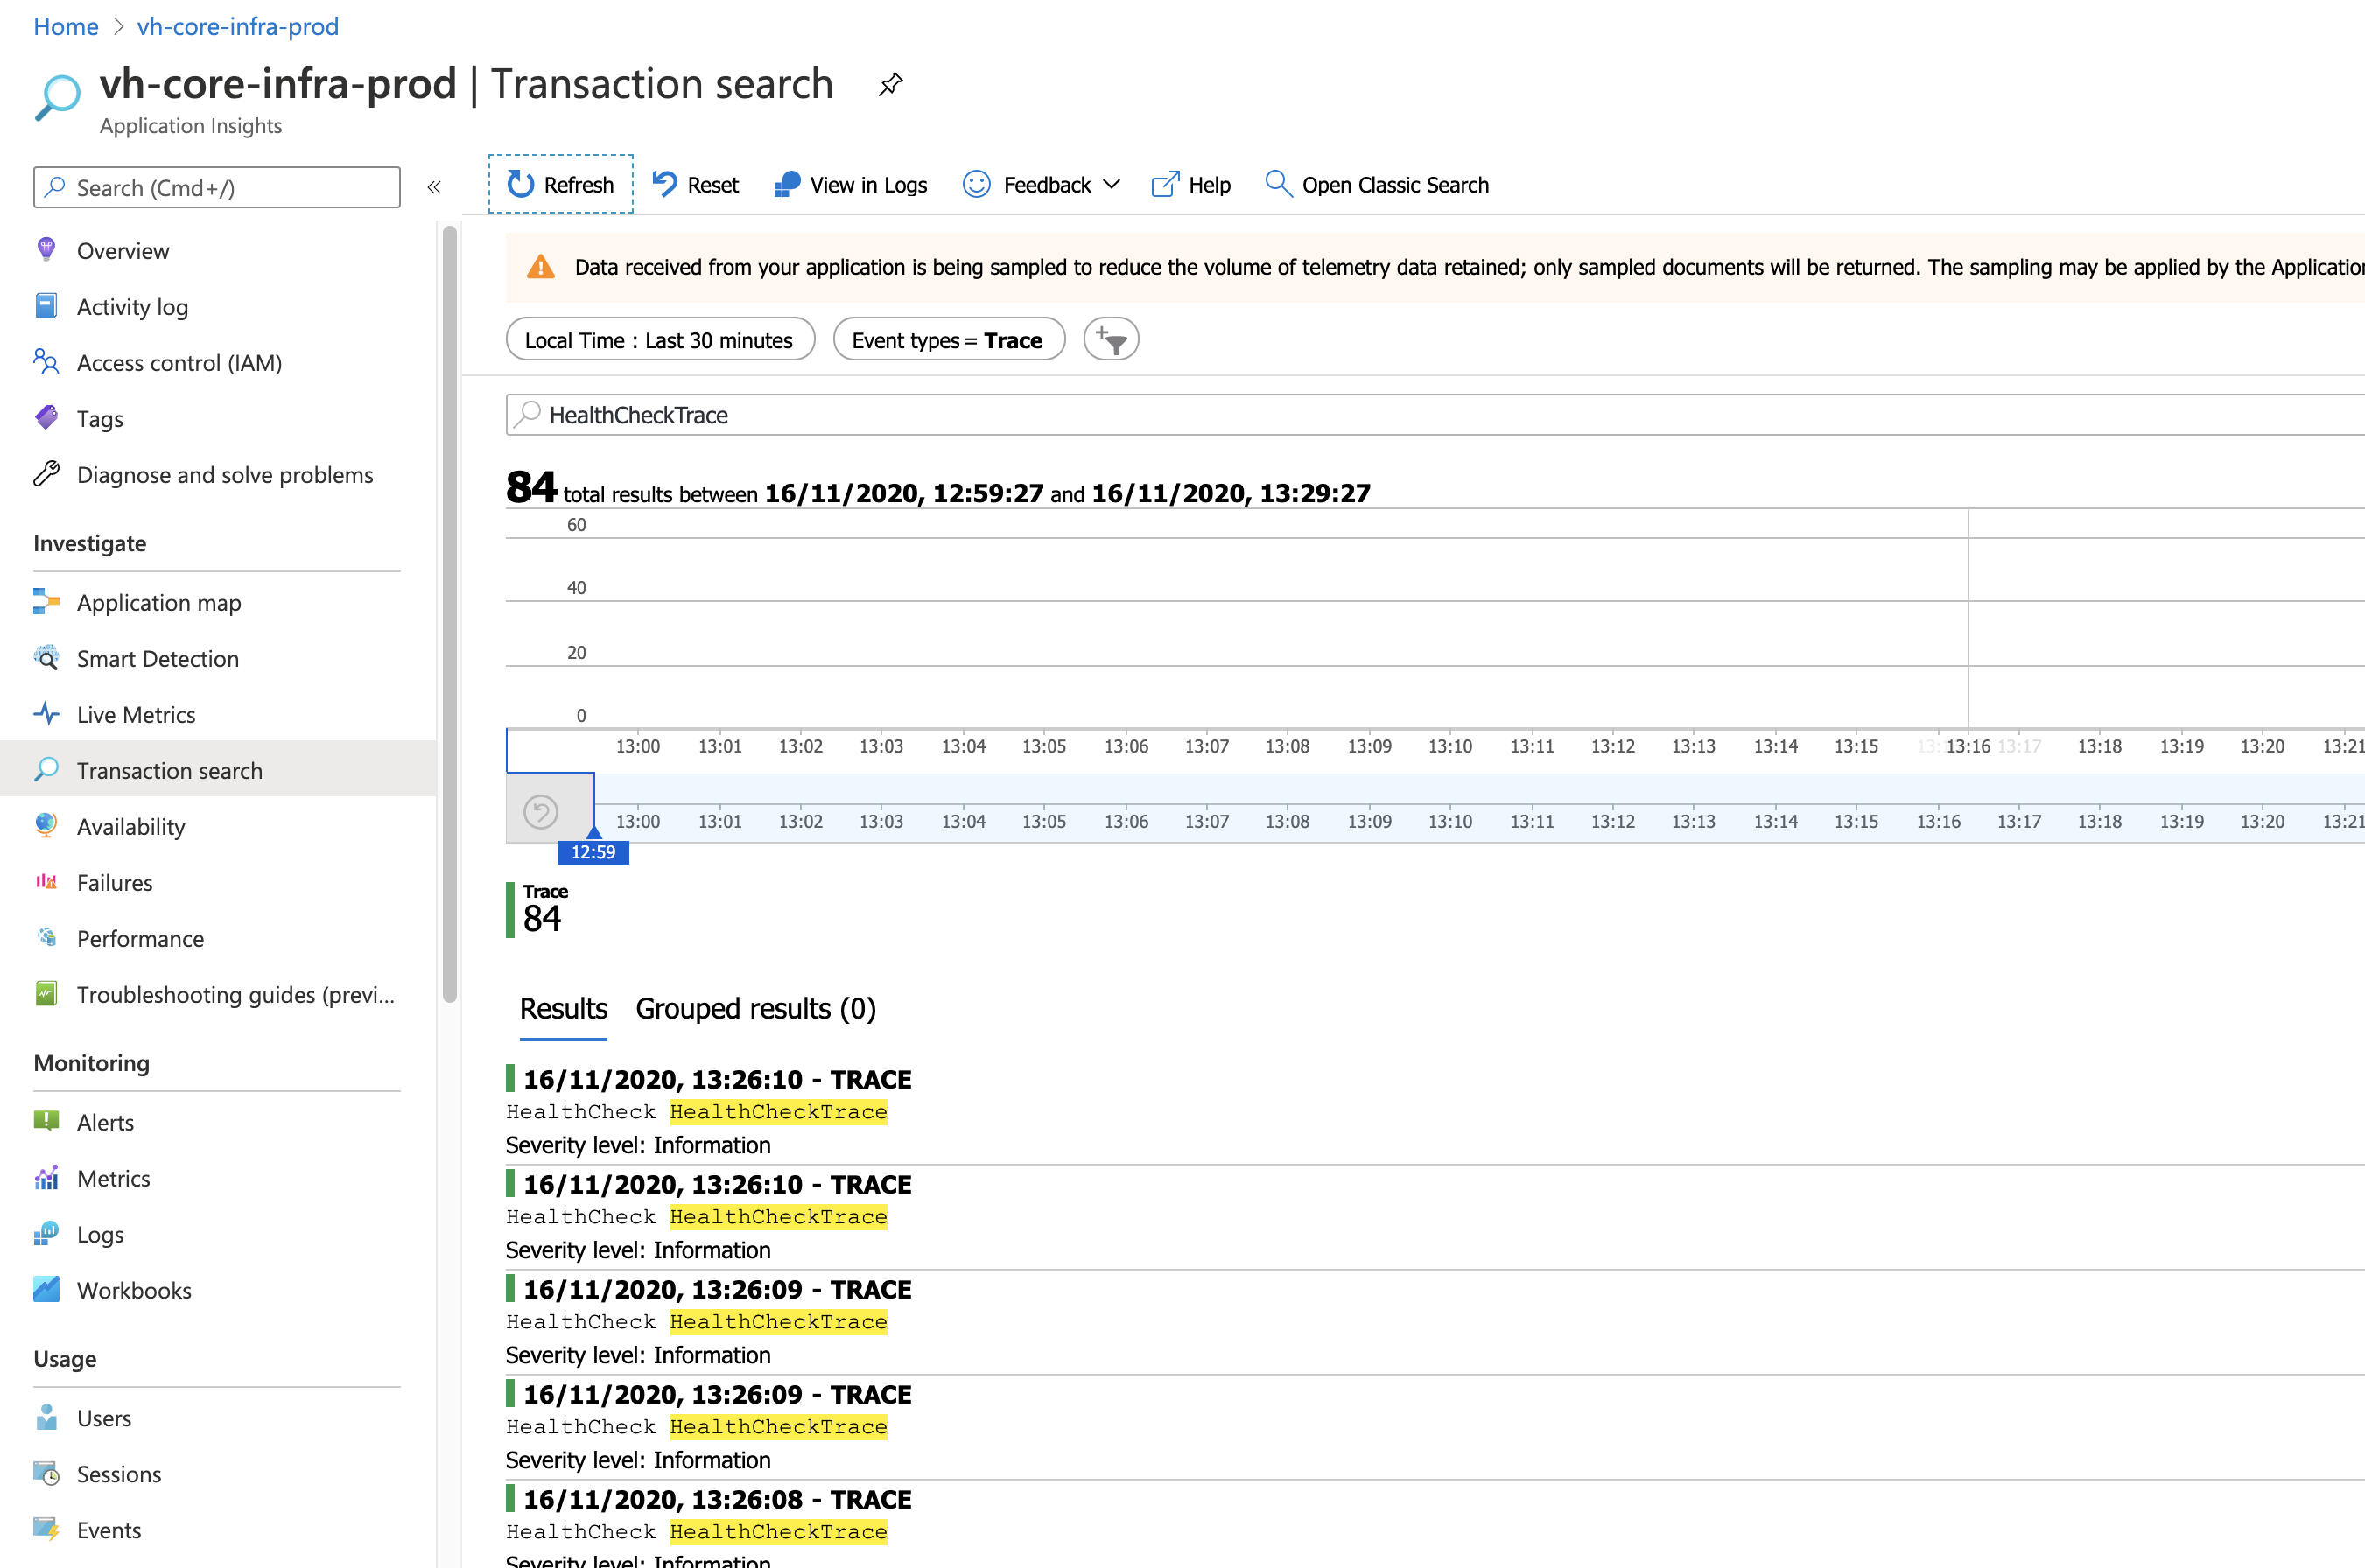 Home > vh-core-infra-prod
vh-core-infra-prod | Transaction search
Application Insights
Search (Cmd+/)
«
Refresh
Reset
View in Logs
Feedback
Help
Open Classic Search
Overview
Activity log
Access control (IAM)
Tags
Diagnose and solve problems
Investigate
Application map
Smart Detection
Live Metrics
Transaction search
Availability
Failures
Performance
Troubleshooting guides (previ...
Monitoring
Alerts
Metrics
Logs
Workbooks
Usage
Users
Sessions
Events
Data received from your application is being sampled to reduce the volume of telemetry data retained; only sampled documents will be returned. The sampling may be applied by the Application
Local Time : Last 30 minutes
Event types = Trace
HealthCheckTrace
84 total results between 16/11/2020, 12:59:27 and 16/11/2020, 13:29:27
60
40
20
0
13:00 13:01 13:02 13:03 13:04 13:05 13:06 13:07 13:08 13:09 13:10 13:11 13:12 13:13 13:14 13:15 13:16 13:17 13:18 13:19 13:20 13:21
13:00 13:01 13:02 13:03 13:04 13:05 13:06 13:07 13:08 13:09 13:10 13:11 13:12 13:13 13:14 13:15 13:16 13:17 13:18 13:19 13:20 13:21
12:59
Trace
84
Results Grouped results (0)
16/11/2020, 13:26:10 - TRACE
HealthCheck HealthCheckTrace
Severity level: Information
16/11/2020, 13:26:10 - TRACE
HealthCheck HealthCheckTrace
Severity level: Information
16/11/2020, 13:26:09 - TRACE
HealthCheck HealthCheckTrace
Severity level: Information
16/11/2020, 13:26:09 - TRACE
HealthCheck HealthCheckTrace
Severity level: Information
16/11/2020, 13:26:08 - TRACE
HealthCheck HealthCheckTrace
Severity level: Information